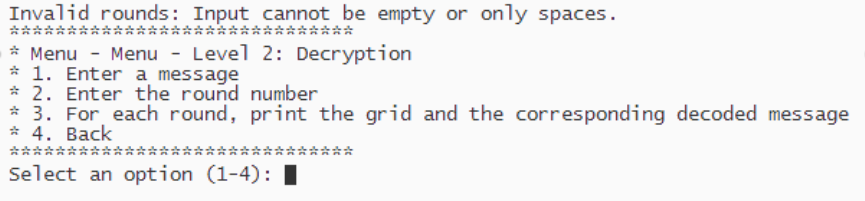 Invalid rounds: Input cannot be empty or only spaces.
******************************
* Menu - Menu - Level 2: Decryption
* 1. Enter a message
* 2. Enter the round number
* 3. For each round, print the grid and the corresponding decoded message
* 4. Back
******************************
Select an option (1-4):